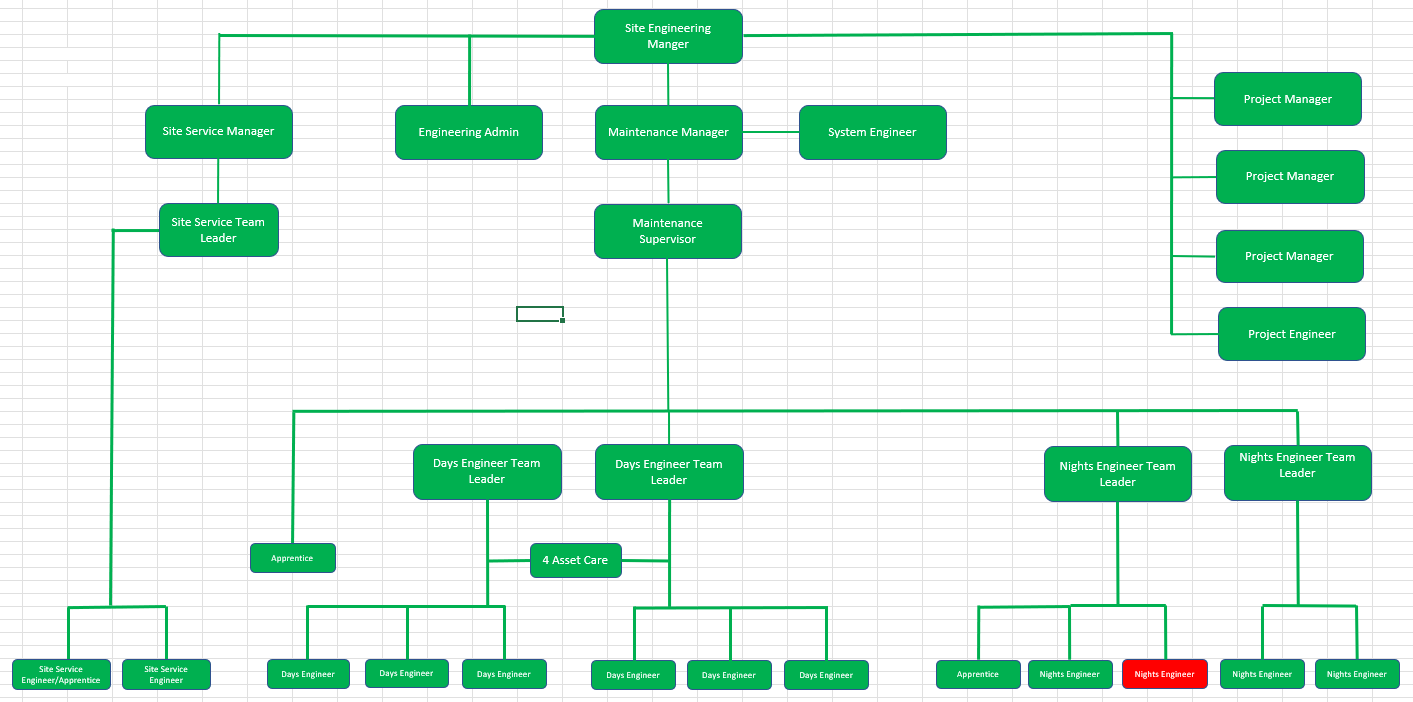 Site Engineering
Manger
Project Manager
Site Service Manager
Engineering Admin
Maintenance Manager
System Engineer
Project Manager
Site Service Team
Leader
Maintenance
Supervisor
Project Manager
Project Engineer
Days Engineer Team
Leader
Days Engineer Team
Leader
Nights Engineer Team
Leader
Nights Engineer Team
Leader
Apprentice
4 Asset Care
Site Service
Engineer/Apprentice
Site Service
Engineer
Days Engineer
Days Engineer
Days Engineer
Days Engineer
Days Engineer
Days Engineer
Apprentice
Nights Engineer
Nights Engineer
Nights Engineer
Nights Engineer